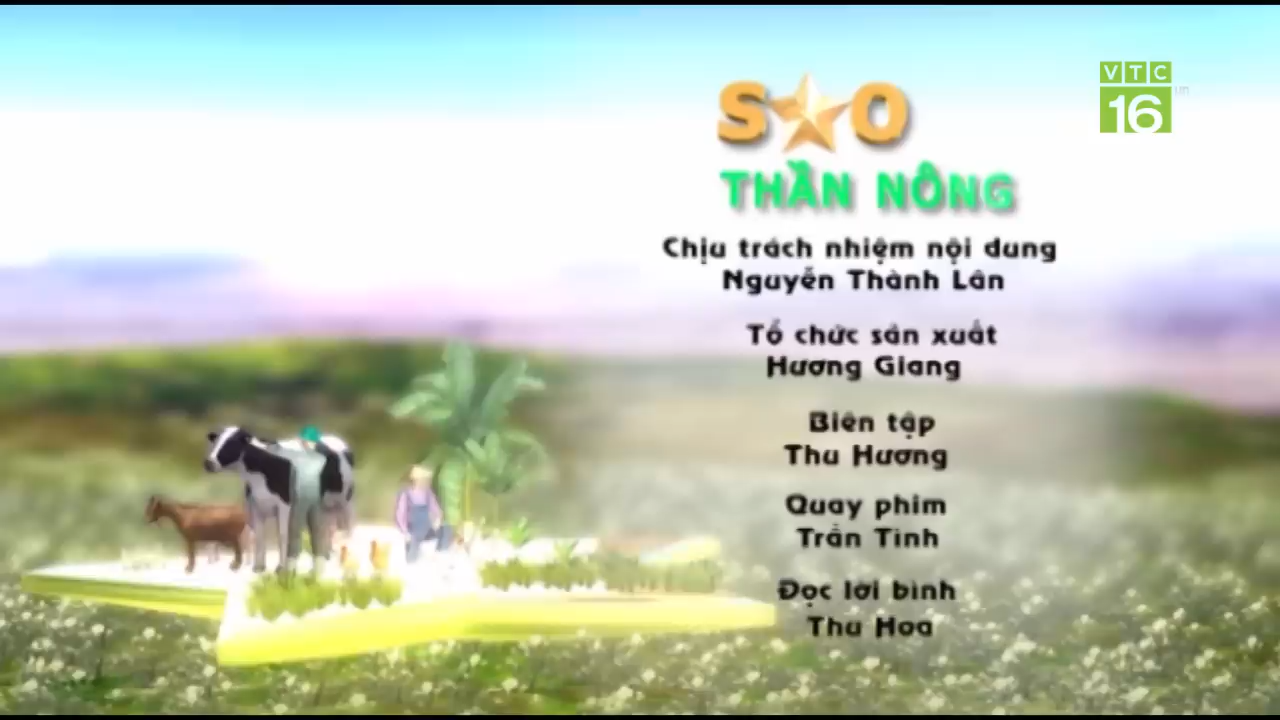 VTC
16
S O
THẦN NÔNG
Chịu trách nhiệm nội dung
Nguyễn Thành Lân
Tổ chức sản xuất
Hương Giang
Biên tập
Thu Hương
Quay phim
Trần Tình
Đọc lời bình
Thu Hoa